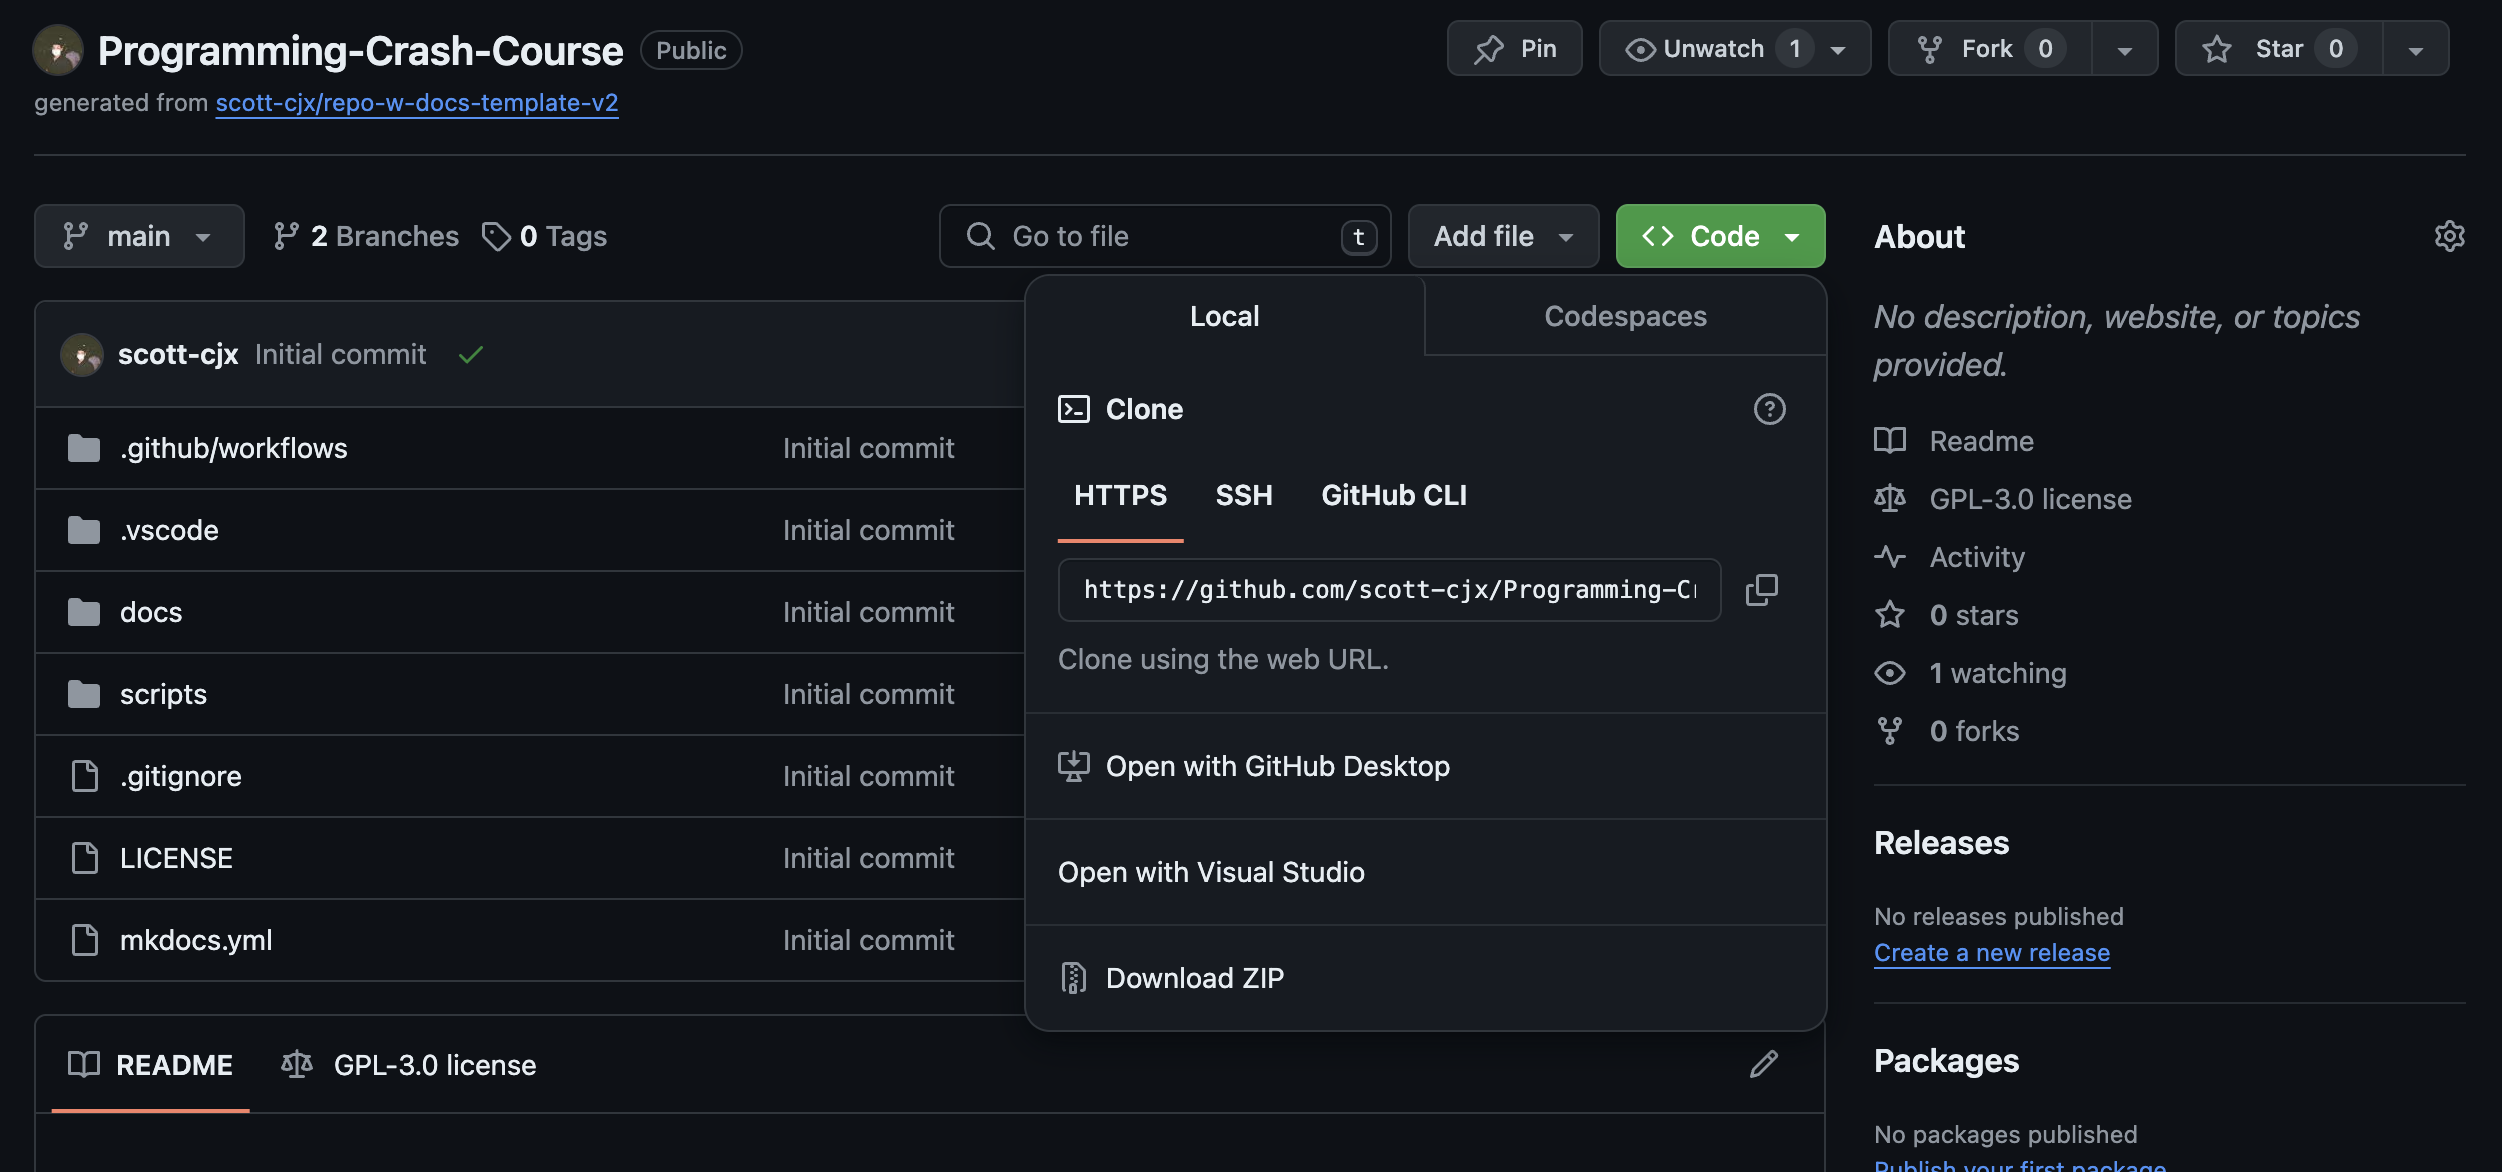 Programming-Crash-Course Public
Pin
Unwatch 1
Fork 0
Star 0
generated from scott-cjx/repo-w-docs-template-v2
main
2 Branches
0 Tags
Go to file
t
Add file
<> Code
scott-cjx Initial commit
.github/workflows Initial commit
.vscode Initial commit
docs Initial commit
scripts Initial commit
.gitignore Initial commit
LICENSE Initial commit
mkdocs.yml Initial commit
Local
Codespaces
Clone
HTTPS
SSH
GitHub CLI
https://github.com/scott-cjx/Programming-Cr
Clone using the web URL.
Open with GitHub Desktop
Open with Visual Studio
Download ZIP
README
GPL-3.0 license
About
No description, website, or topics
provided.
Readme
GPL-3.0 license
Activity
0 stars
1 watching
0 forks
Releases
No releases published
Create a new release
Packages
No packages published
Publish your first package